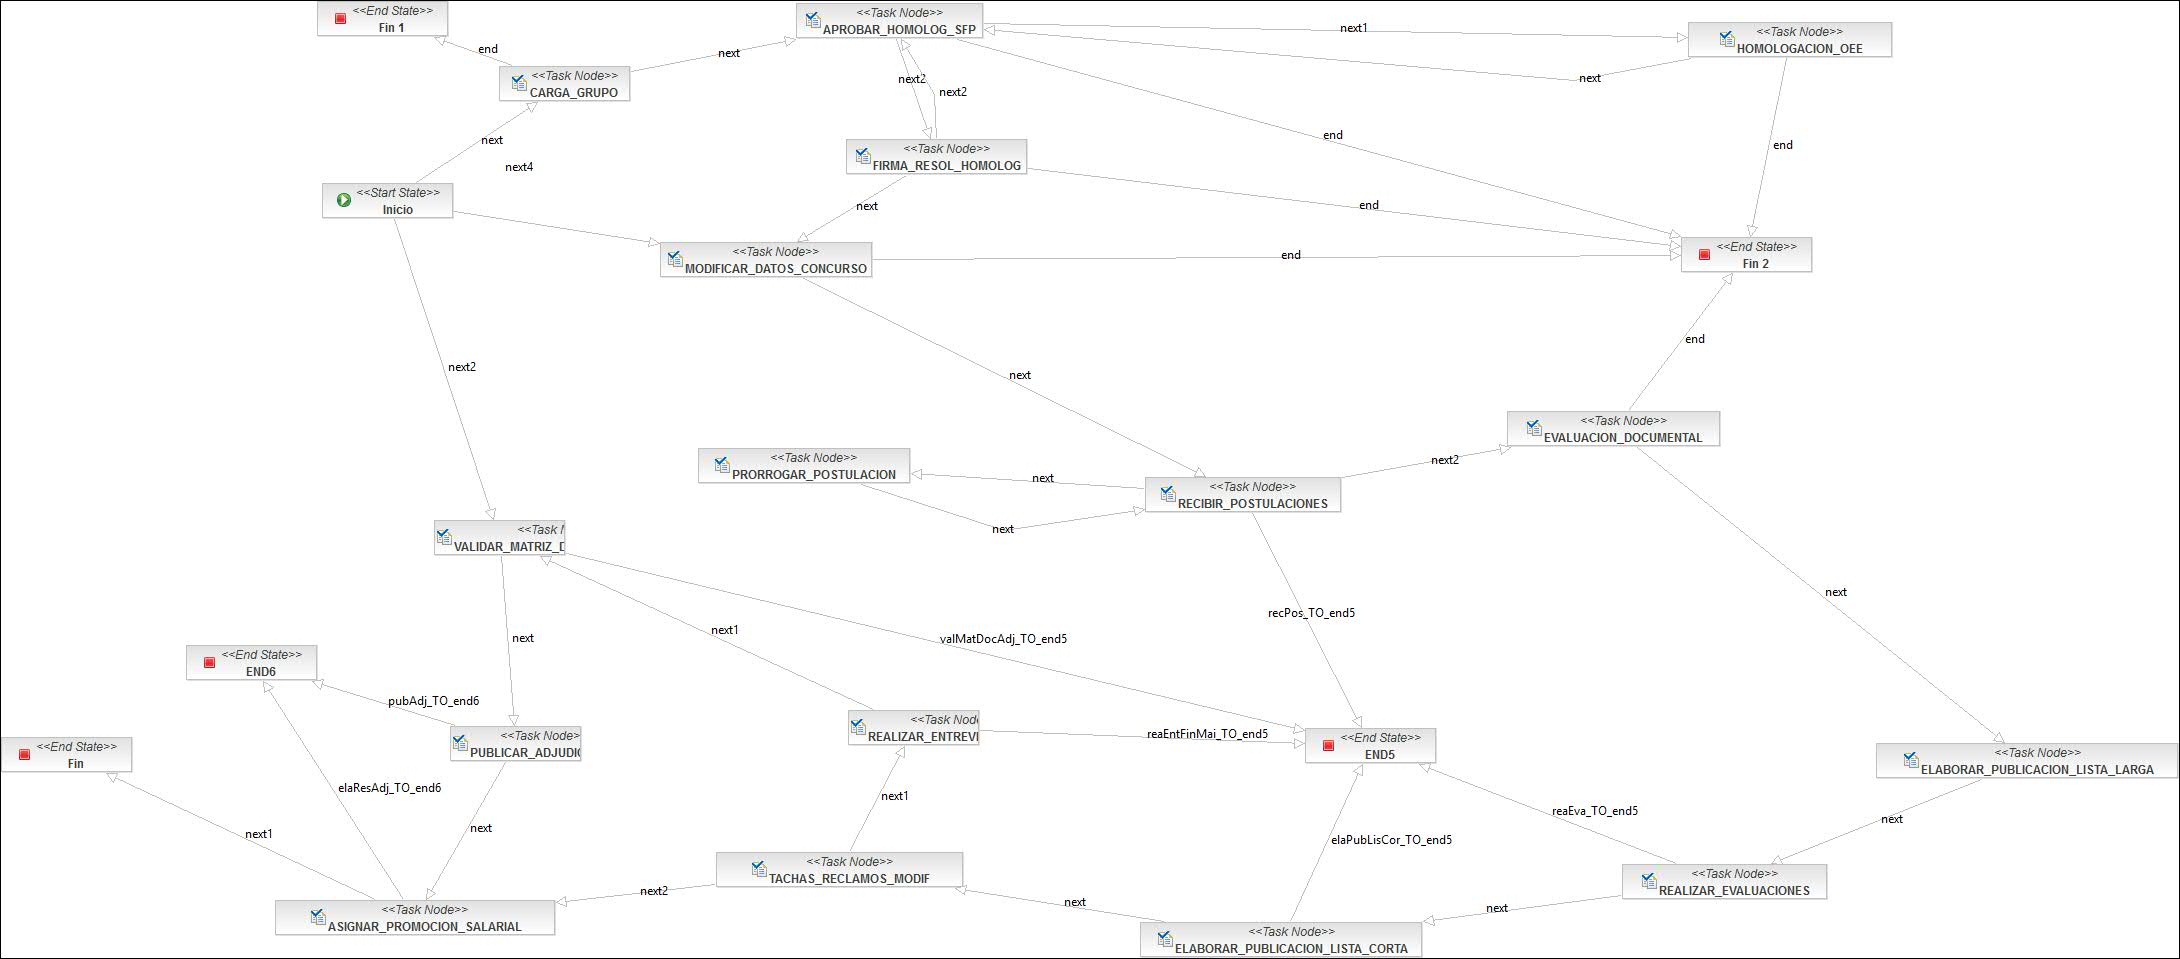 <<End State>>
Fin 1
<<Task Node>>
APROBAR_HOMOLOG_SFP
next1
<<Task Node>>
HOMOLOGACION_OEE
end
next
<<Task Node>>
CARGA_GRUPO
next2
next
next2
end
next
end
<<Task Node>>
FIRMA_RESOL_HOMOLOG
next4
<<Start State>>
Inicio
next
end
<<Task Node>>
MODIFICAR_DATOS_CONCURSO
end
<<End State>>
Fin 2
end
next2
next
<<Task Node>>
EVALUACION_DOCUMENTAL
<<Task Node>>
PRORROGAR_POSTULACION
next
next2
<<Task Node>>
RECIBIR_POSTULACIONES
next
<<Task N
VALIDAR_MATRIZ_D
next
recPos_TO_end5
next
next1
valMatDocAdj_TO_end5
<<End State>>
END6
pubAdj_TO_end6
<<Task Node>>
PUBLICAR_ADJUDI
<<Task Node
REALIZAR_ENTREVI
reaEntFinMai_TO_end5
<<End State>>
END5
<<Task Node>>
ELABORAR_PUBLICACION_LISTA_LARGA
<<End State>>
Fin
elaResAdj_TO_end6
next1
reaEva_TO_end5
next
next1
next
elaPubLisCor_TO_end5
<<Task Node>>
TACHAS_RECLAMOS_MODIF
<<Task Node>>
REALIZAR_EVALUACIONES
next2
next
next
<<Task Node>>
ASIGNAR_PROMOCION_SALARIAL
<<Task Node>>
ELABORAR_PUBLICACION_LISTA_CORTA